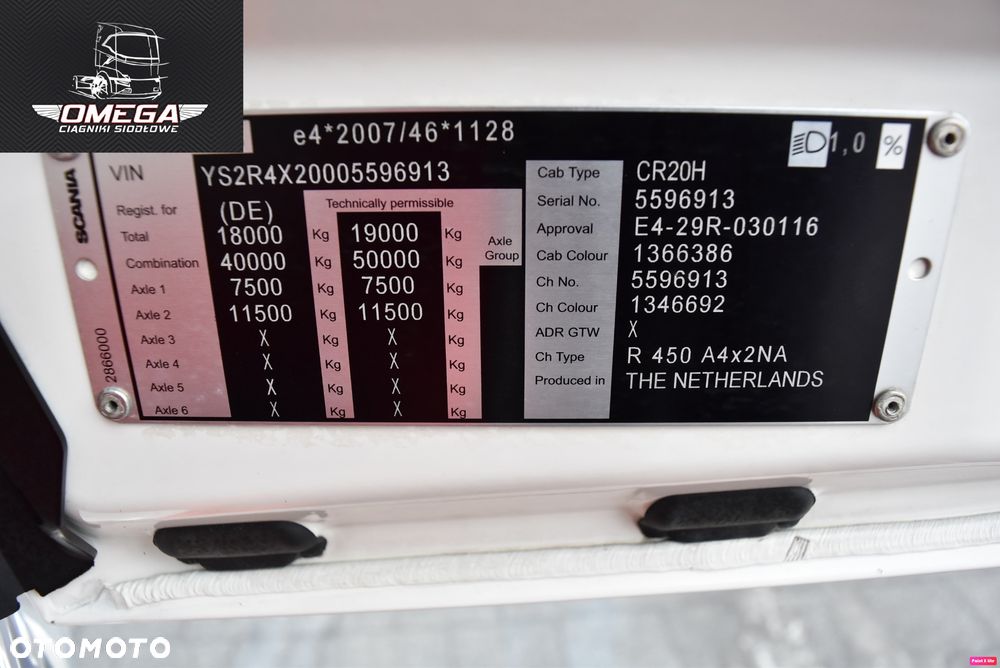 OMEGA
CIĄGNIKI SIODŁOWE
e4*2007/46*1128
1,0 %
SCANIA
2866000
VIN YS2R4X20005596913
Regist. for (DE) Technically permissible
Total 18000 Kg 19000 Kg Axle Group
Combination 40000 Kg 50000 Kg
Axle 1 7500 Kg 7500 Kg
Axle 2 11500 Kg 11500 Kg
Axle 3 X Kg X Kg
Axle 4 X Kg X Kg
Axle 5 X Kg X Kg
Axle 6 X Kg X Kg
Cab Type CR20H
Serial No. 5596913
Approval E4-29R-030116
Cab Colour 1366386
Ch No. 5596913
Ch Colour 1346692
ADR GTW X
Ch Type R 450 A4x2NA
Produced in THE NETHERLANDS
OTOMOTO